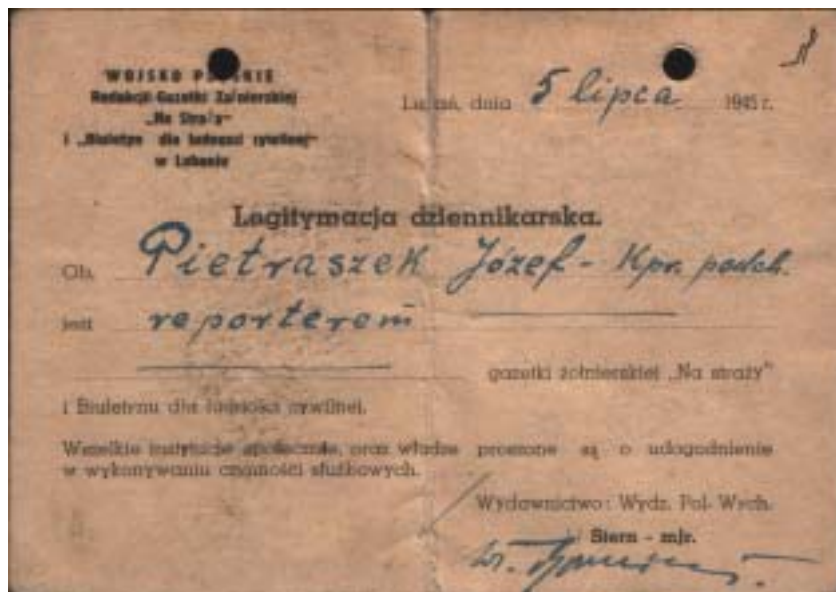 WOJSKO POLSKIE
Redakcji Gazetki Żołnierskiej
„Na Straży”
i „Biuletynu dla ludności cywilnej”
w Lubaniu
Lubań, dnia 5 lipca 1945 r.
Legitymacja dziennikarska.
Ob. Pietraszek Józef - Kpr. podch.
jest reporterem
gazetki żołnierskiej „Na straży”
i Biuletynu dla ludności cywilnej.
Wszelkie instytucje społeczne, oraz władze proszone są o udogodnienie
w wykonywaniu czynności służbowych.
Wydawnictwo: Wydz. Pol. Wych.
Siern - mjr.